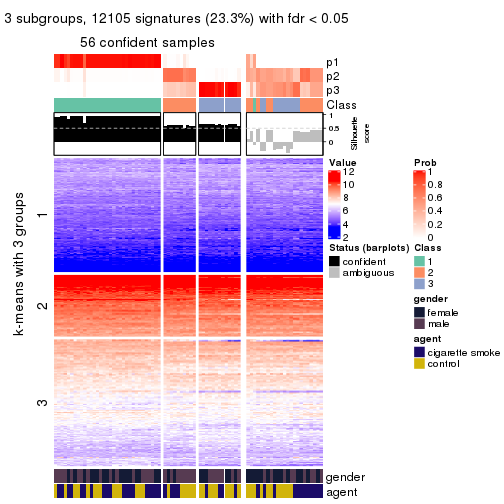 3 subgroups, 12105 signatures (23.3%) with fdr < 0.05
56 confident samples
p1
p2
p3
Class
1
0.5
0
Silhouette
score
k-means with 3 groups
1
2
3
Value
12
10
8
6
4
2
Prob
1
0.8
0.6
0.4
0.2
0
Status (barplots)
confident
ambiguous
Class
1
2
3
gender
female
male
agent
cigarette smoke
control
gender
agent